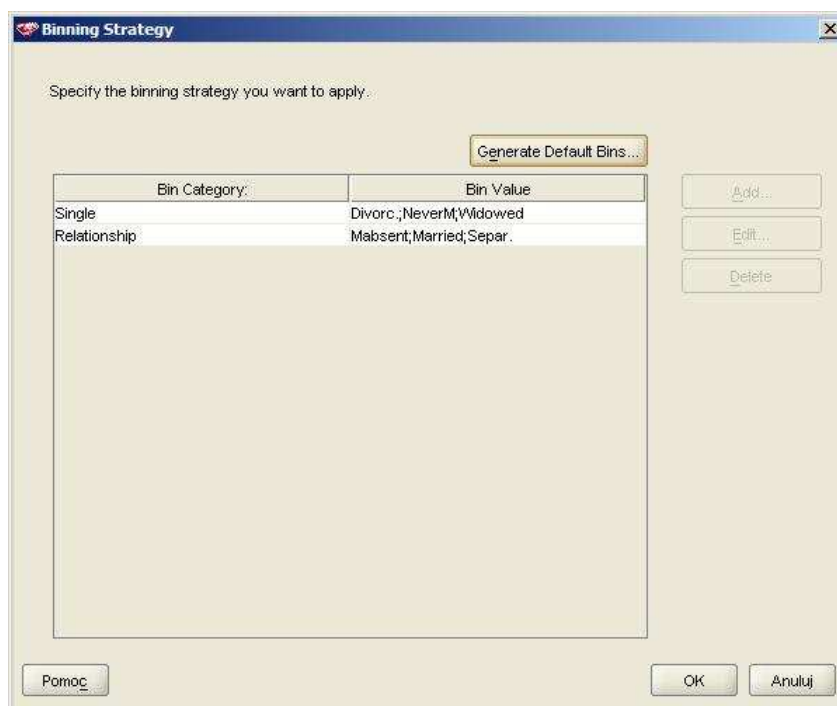 Binning Strategy
Specify the binning strategy you want to apply.
Generate Default Bins...
Bin Category: Bin Value
Single Divorc.;NeverM;Widowed
Relationship Mabsent;Married;Separ.
Add...
Edit...
Delete
Pomoc OK Anuluj